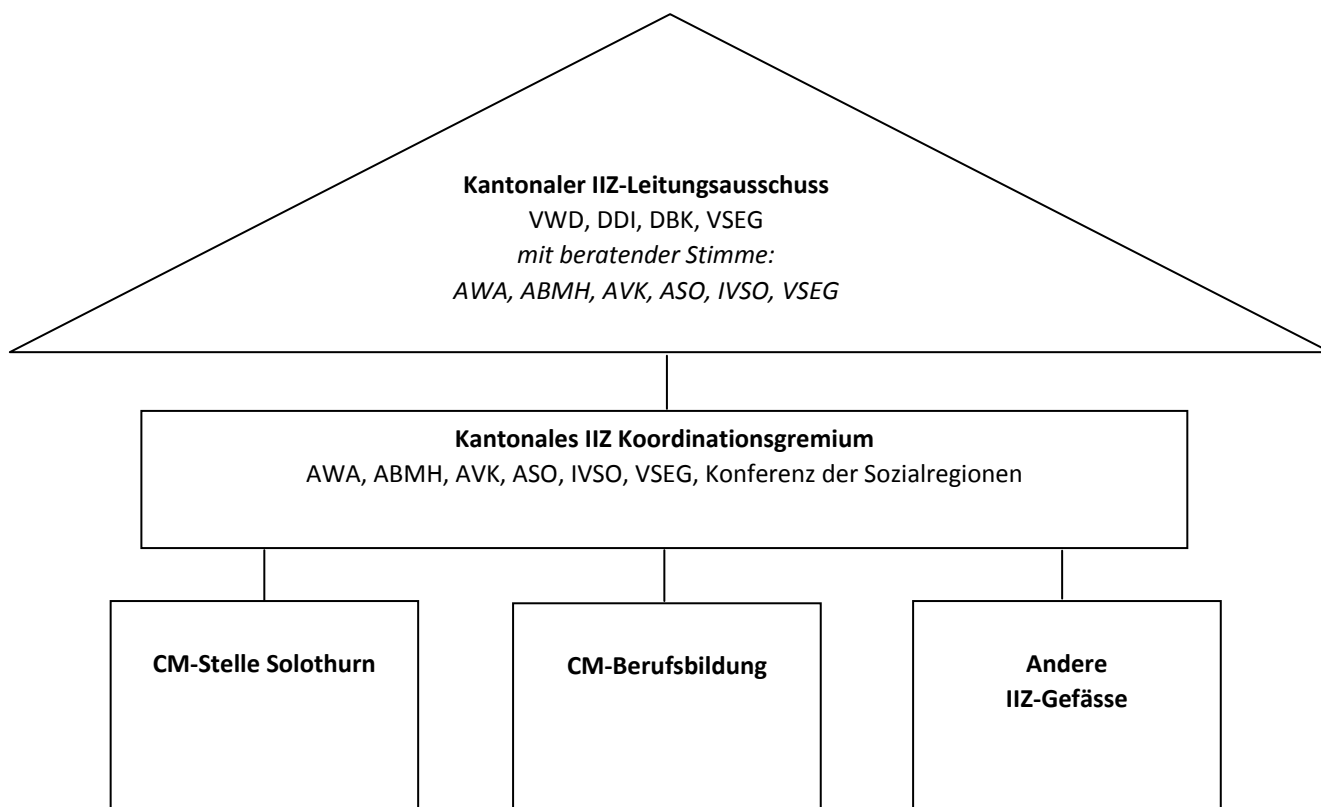 Kantonaler IIZ-Leitungsausschuss
VWD, DDI, DBK, VSEG
mit beratender Stimme:
AWA, ABMH, AVK, ASO, IVSO, VSEG
Kantonales IIZ Koordinationsgremium
AWA, ABMH, AVK, ASO, IVSO, VSEG, Konferenz der Sozialregionen
CM-Stelle Solothurn
CM-Berufsbildung
Andere
IIZ-Gefässe